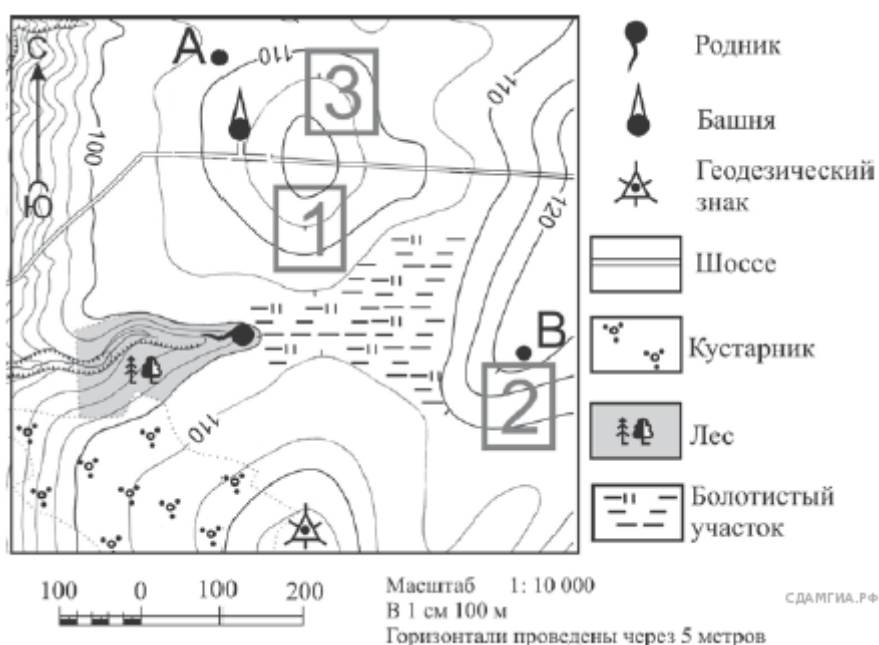 А
110
3
С
100
110
Ю
1
120
В
2
110
Родник
Башня
Геодезический
знак
Шоссе
Кустарник
Лес
Болотистый
участок
100 0 100 200
Масштаб 1: 10 000
В 1 см 100 м
Горизонтали проведены через 5 метров
СДАМГИА.РФ